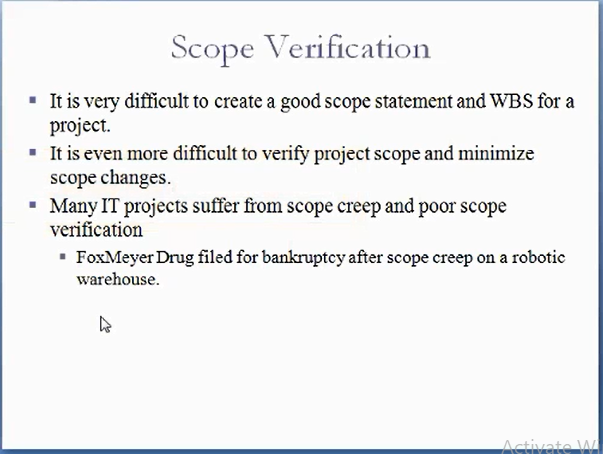 Scope Verification
It is very difficult to create a good scope statement and WBS for a
project.
It is even more difficult to verify project scope and minimize
scope changes.
Many IT projects suffer from scope creep and poor scope
verification
FoxMeyer Drug filed for bankruptcy after scope creep on a robotic
warehouse.
Activate